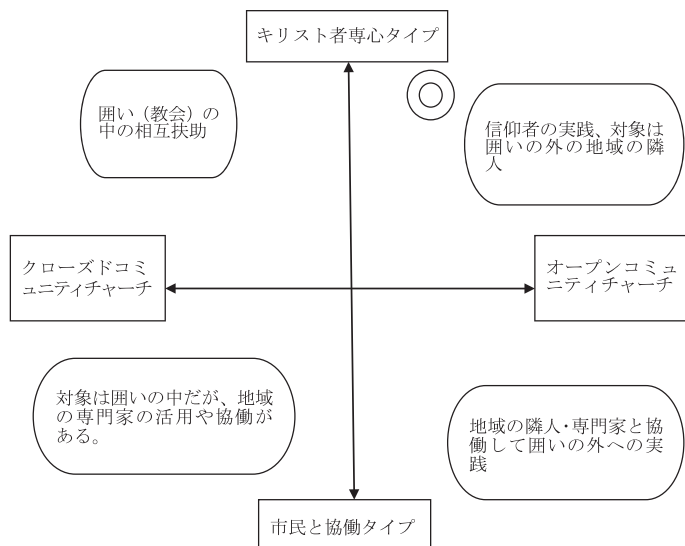 キリスト者専心タイプ
囲い（教会）の
中の相互扶助
信仰者の実践、対象は
囲いの外の地域の隣
人
クローズドコミ
ュニティチャーチ
オープンコミュ
ニティチャーチ
対象は囲いの中だが、地域
の専門家の活用や協働が
ある。
地域の隣人・専門家と協
働して囲いの外への実
践
市民と協働タイプ